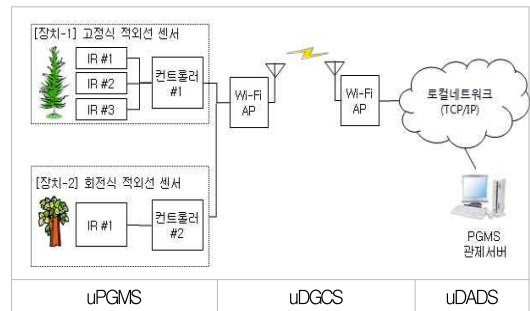 [장치-1] 고정식 적외선 센서
IR #1
IR #2
IR #3
컨트롤러
#1
Wi-Fi
AP
Wi-Fi
AP
로컬네트워크
(TCP/IP)
[장치-2] 회전식 적외선 센서
IR #1
컨트롤러
#2
PGMS
관제서버
uPGMS
uDGCS
uDADS